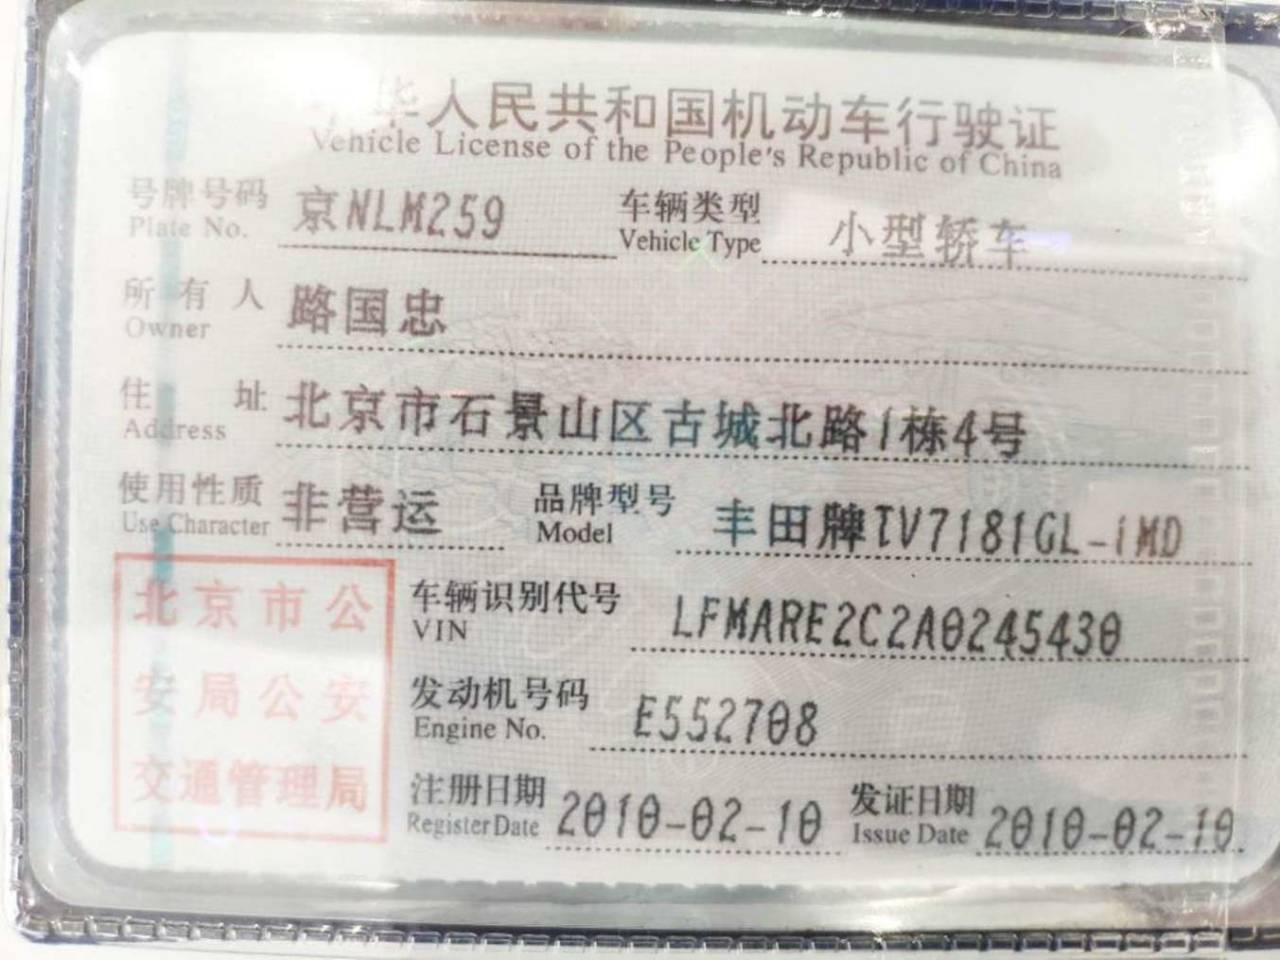 中华人民共和国机动车行驶证
Vehicle License of the People's Republic of China
号牌号码 京NLM259 车辆类型 小型轿车
Plate No. Vehicle Type
所有人 路国忠
Owner
住址 北京市石景山区古城北路1栋4号
Address
使用性质 非营运 品牌型号 丰田牌TV7181GL-iMD
Use Character Model
北京市公
安局公安
交通管理局
车辆识别代号 LFMARE2C2A0245430
VIN
发动机号码 E552708
Engine No.
注册日期 2010-02-10 发证日期 2010-02-10
Register Date Issue Date